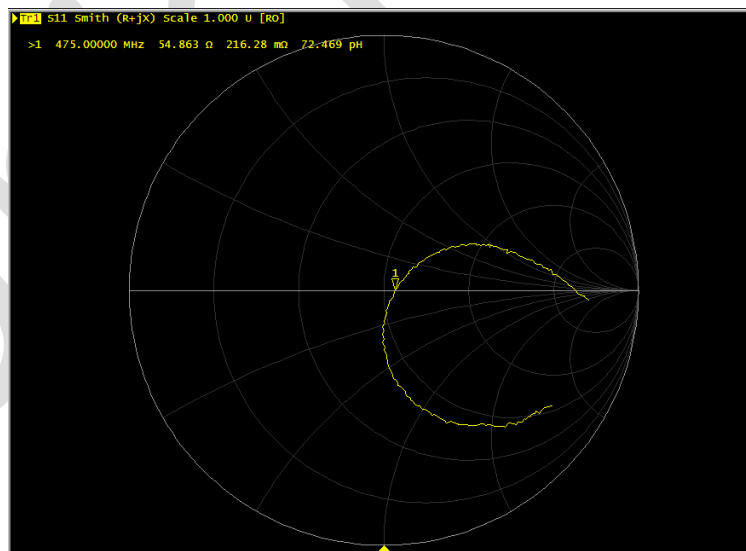 Tr1 S11 Smith (R+jX) Scale 1.000 U [RO]
>1 475.00000 MHz 54.863 Ω 216.28 mΩ 72.469 pH
1